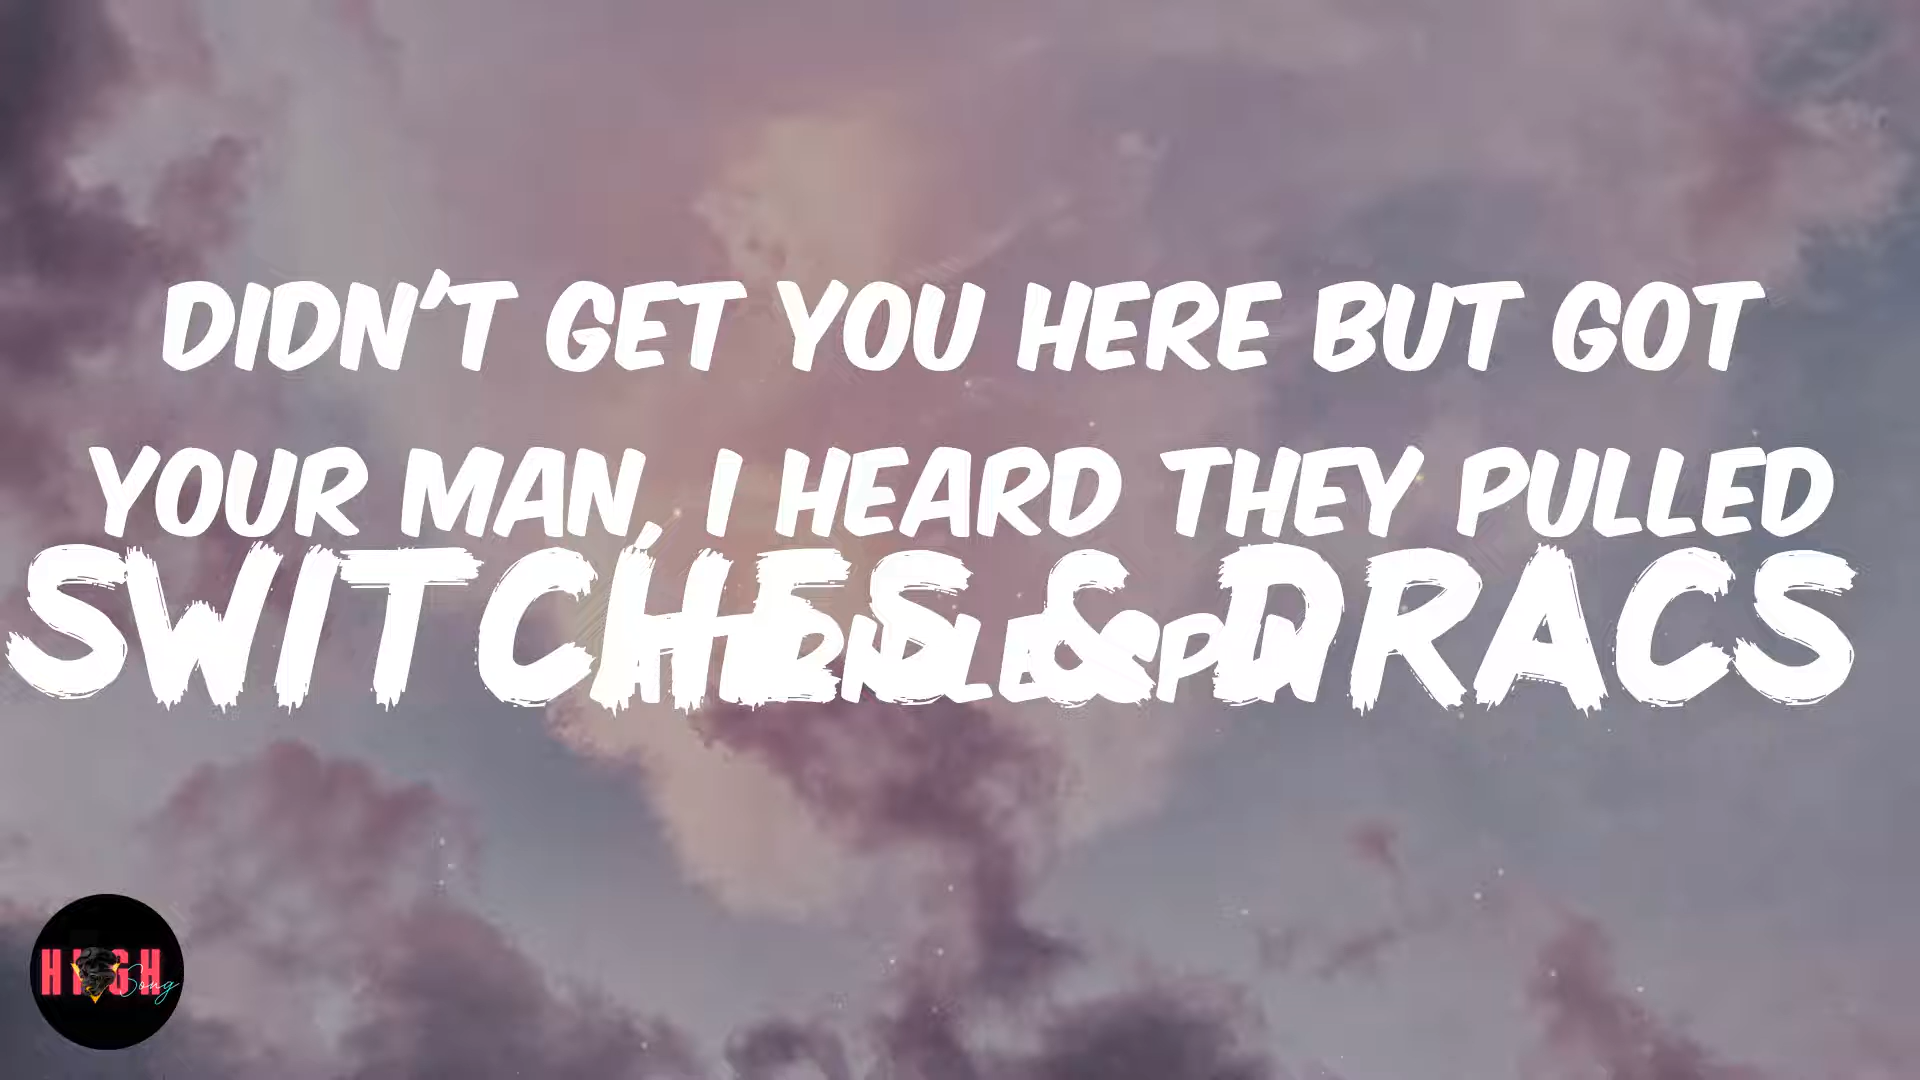 DIDN'T GET YOU HERE BUT GOT
YOUR MAN, I HEARD THEY PULLED
SWITCHES & DRACS
HIGH
Song